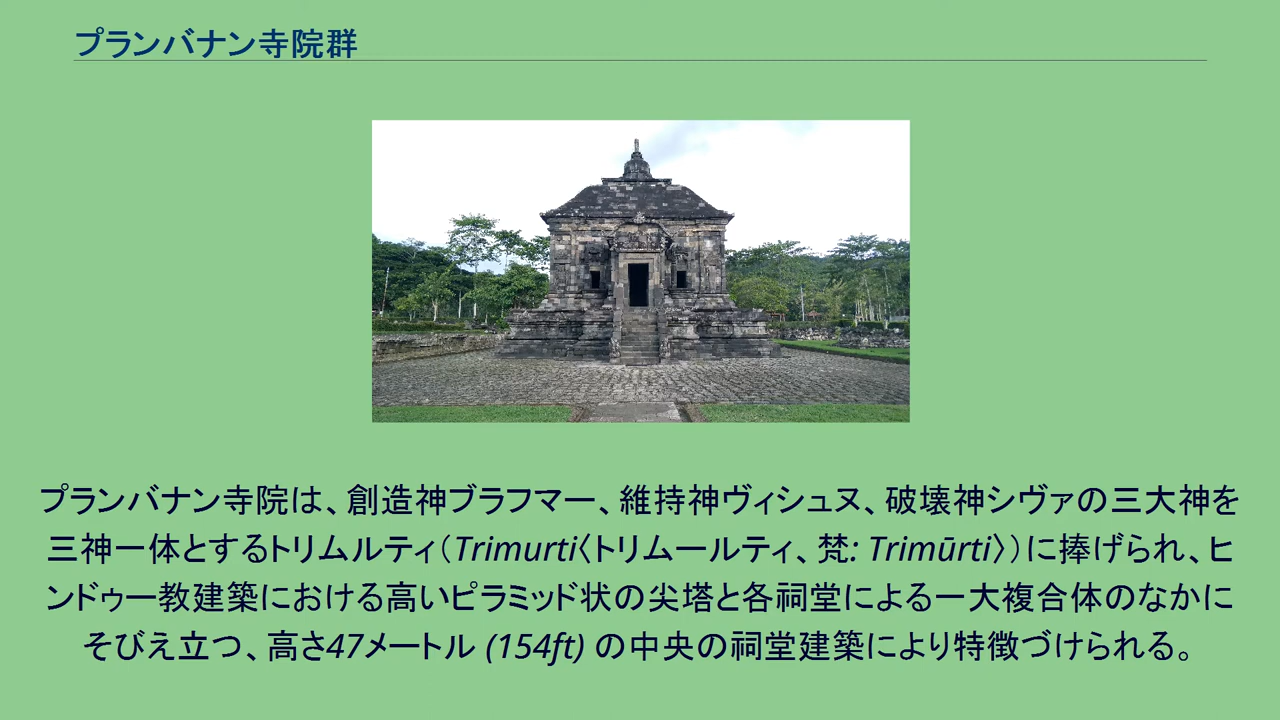 プランバナン寺院群
プランバナン寺院は、創造神ブラフマー、維持神ヴィシュヌ、破壊神シヴァの三大神を
三神一体とするトリムルティ（Trimurti〈トリムールティ、梵: Trimūrti〉）に捧げられ、ヒ
ンドゥー教建築における高いピラミッド状の尖塔と各祠堂による一大複合体のなかに
そびえ立つ、高さ47メートル (154ft) の中央の祠堂建築により特徴づけられる。